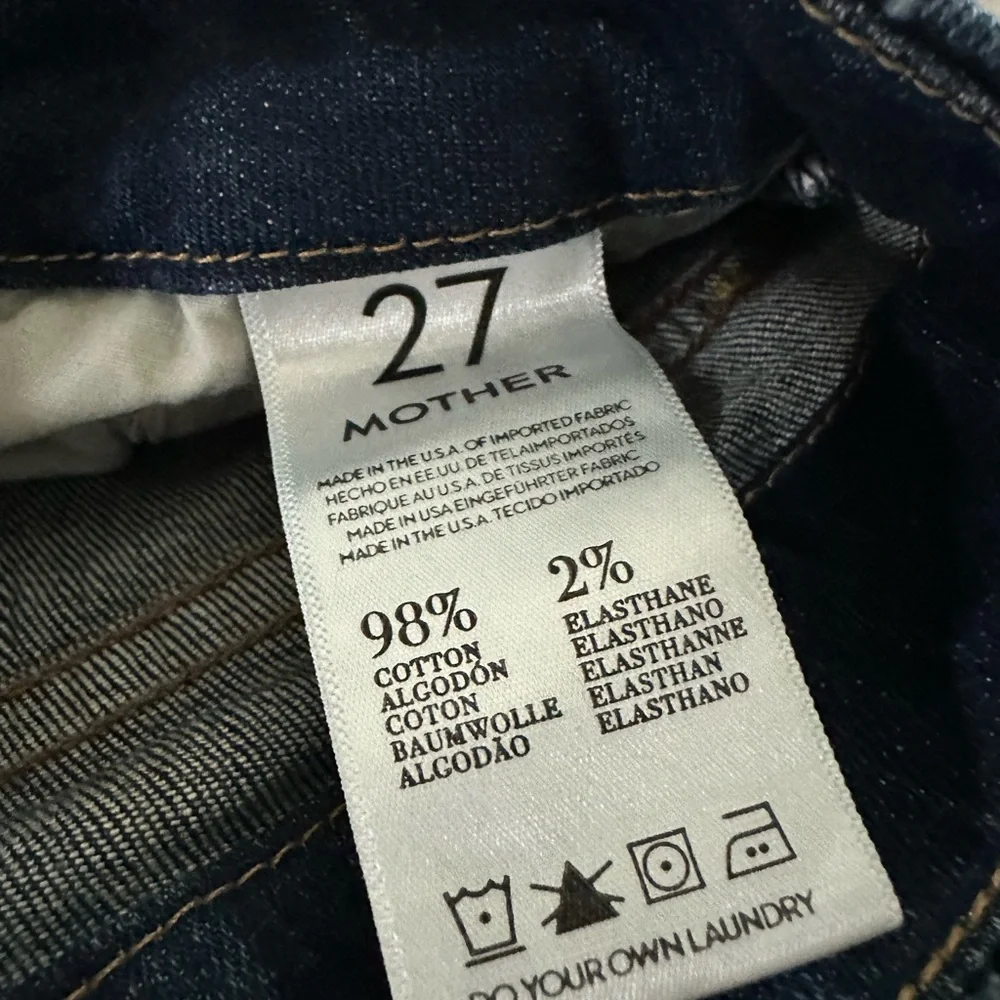 27
MOTHER
MADE IN THE U.S.A. OF IMPORTED FABRIC
HECHO EN EE.UU. DE TELAIMPORTADOS
FABRIQUE AU U.S.A. DE TISSUS IMPORTÉS
MADE IN USA EINGEFÜHRTER FABRIC
MADE IN THE U.S.A. TECIDO IMPORTADO
98%
COTTON
ALGODÓN
COTON
BAUMWOLLE
ALGODÃO
2%
ELASTHANE
ELASTHANO
ELASTHANNE
ELASTHAN
ELASTHANO
DO YOUR OWN LAUNDRY